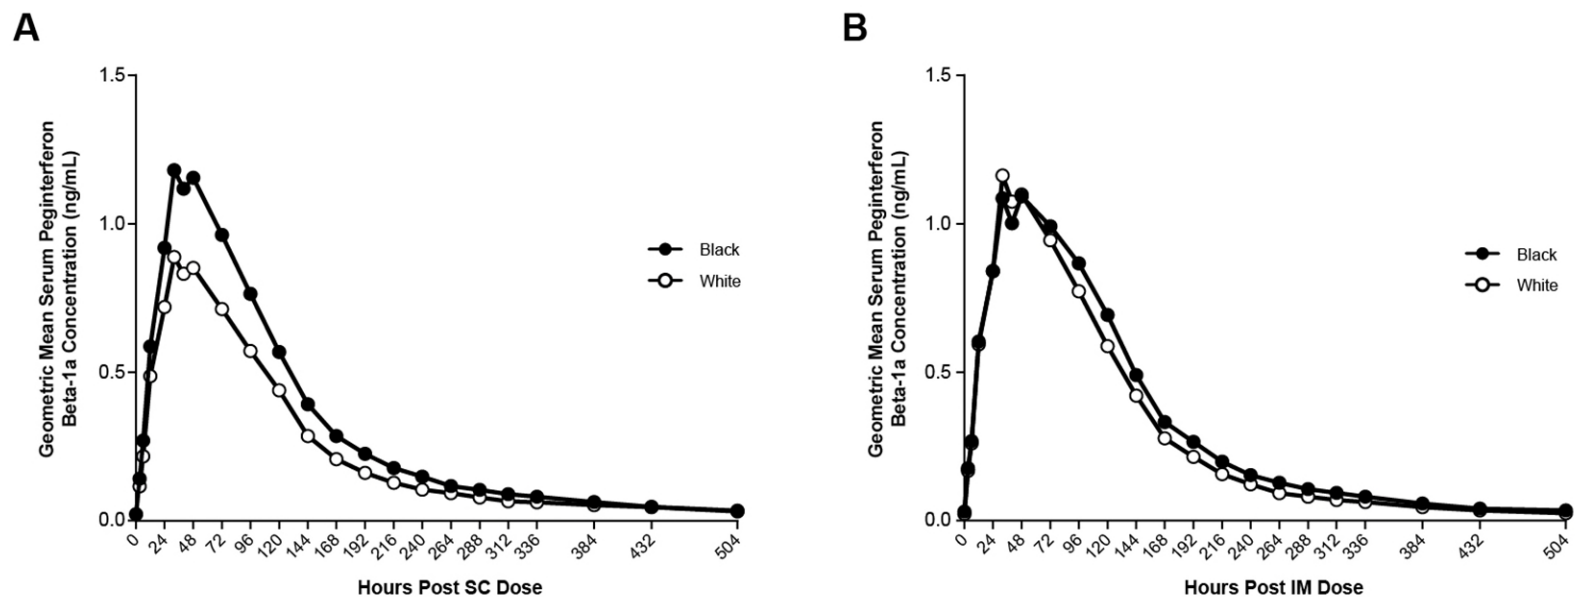 A
Geometric Mean Serum Peginterferon
Beta-1a Concentration (ng/mL)
1.5
1.0
0.5
0.0
0 24 48 72 96 120 144 168 192 216 240 264 288 312 336 384 432 504
Hours Post SC Dose
Black
White
B
Geometric Mean Serum Peginterferon
Beta-1a Concentration (ng/mL)
1.5
1.0
0.5
0.0
0 24 48 72 96 120 144 168 192 216 240 264 288 312 336 384 432 504
Hours Post IM Dose
Black
White